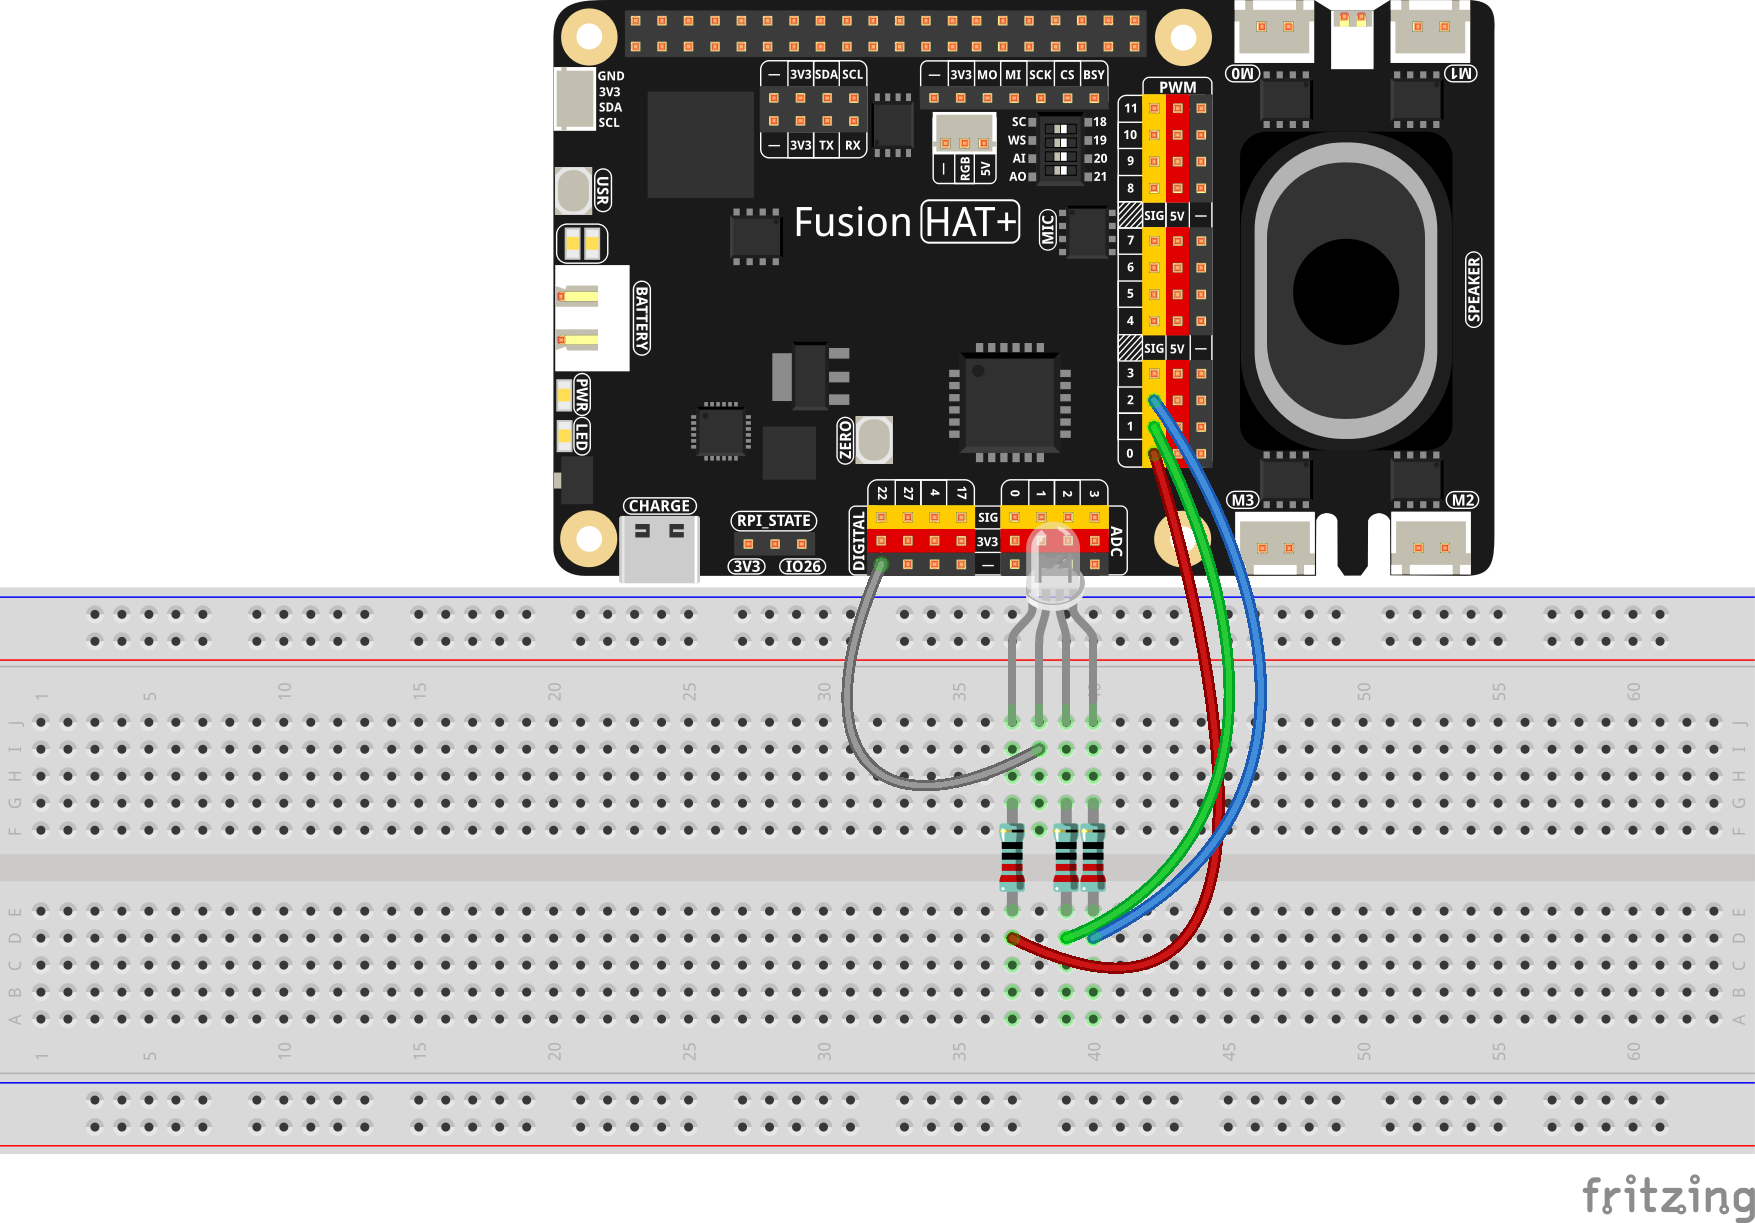 GND
3V3
SDA
SCL
— 3V3 SDA SCL
— 3V3 TX RX
— 3V3 MO MI SCK CS BSY
— RGB 5V
SC 18
WS 19
AI 20
AO 21
PWM
11
10
9
8
SIG 5V —
7
6
5
4
SIG 5V —
3
2
1
0
M0
M1
USR
Fusion HAT+
MIC
BATTERY
SPEAKER
PWR
LED
ZERO
M3
M2
CHARGE
RPI_STATE
3V3 IO26
DIGITAL
22 27 4 17
SIG
3V3
—
0 1 2 3
ADC
1 5 10 15 20 25 30 35 40 45 50 55 60
J J
I I
H H
G G
F F
E E
D D
C C
B B
A A
1 5 10 15 20 25 30 35 40 45 50 55 60
fritzing